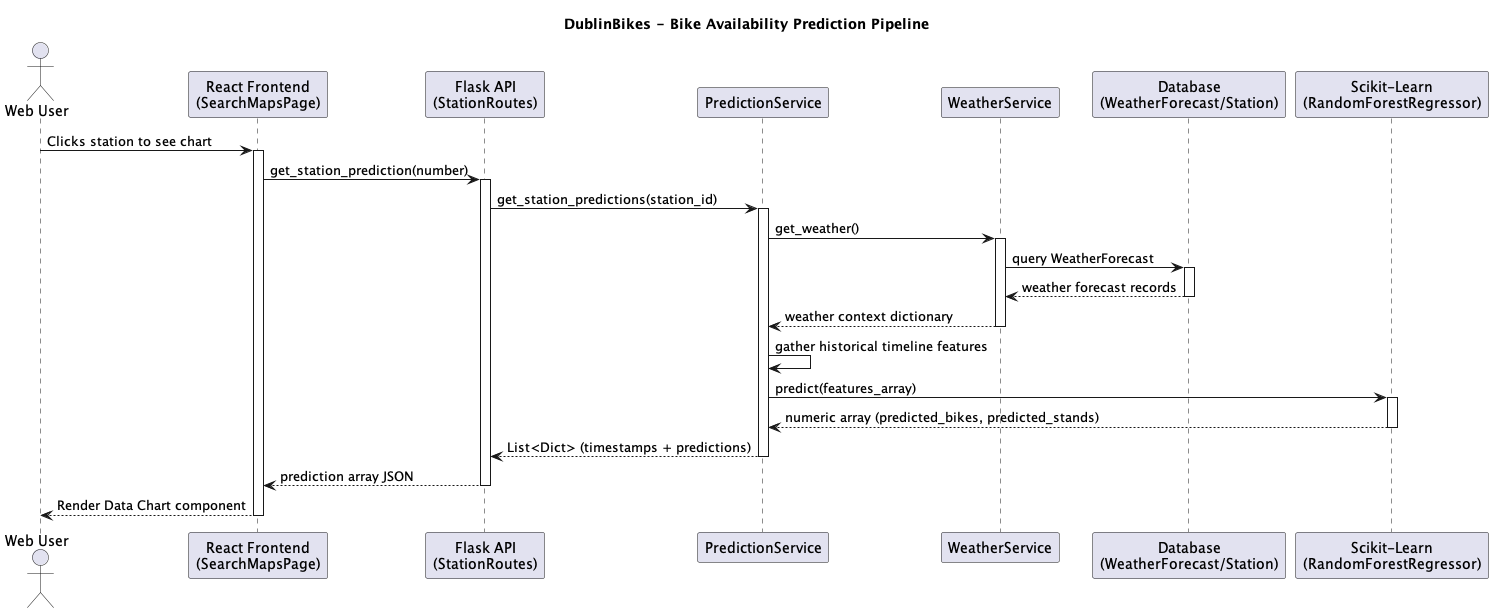 DublinBikes - Bike Availability Prediction Pipeline
Web User
React Frontend
(SearchMapsPage)
Flask API
(StationRoutes)
PredictionService
WeatherService
Database
(WeatherForecast/Station)
Scikit-Learn
(RandomForestRegressor)
Clicks station to see chart
get_station_prediction(number)
get_station_predictions(station_id)
get_weather()
query WeatherForecast
weather forecast records
weather context dictionary
gather historical timeline features
predict(features_array)
numeric array (predicted_bikes, predicted_stands)
List<Dict> (timestamps + predictions)
prediction array JSON
Render Data Chart component
Web User
React Frontend
(SearchMapsPage)
Flask API
(StationRoutes)
PredictionService
WeatherService
Database
(WeatherForecast/Station)
Scikit-Learn
(RandomForestRegressor)